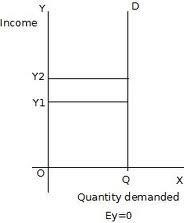 Y D
Income
Y2
Y1
O Q X
Quantity demanded
Ey=0